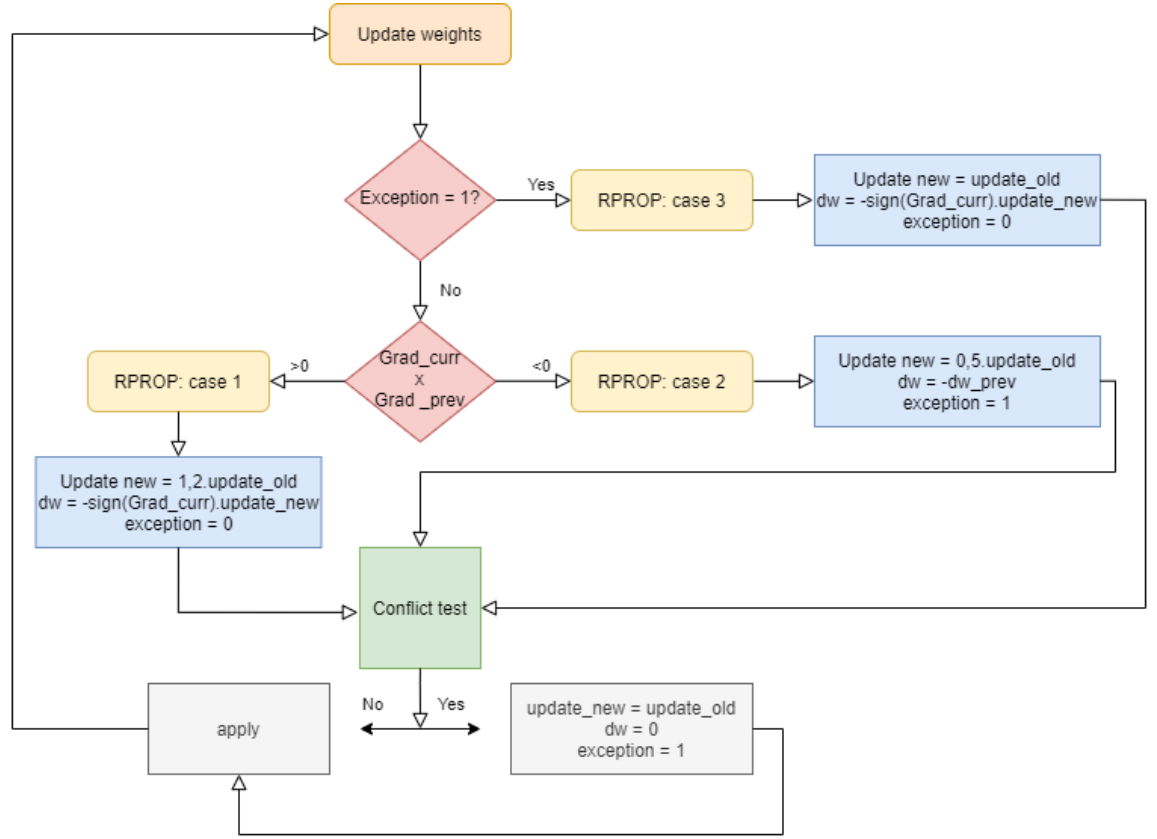 Update weights
Exception = 1?
Yes
RPROP: case 3
Update new = update_old
dw = -sign(Grad_curr).update_new
exception = 0
No
RPROP: case 1
>0
Grad_curr
x
Grad _prev
<0
RPROP: case 2
Update new = 0,5.update_old
dw = -dw_prev
exception = 1
Update new = 1,2.update_old
dw = -sign(Grad_curr).update_new
exception = 0
Conflict test
No
Yes
apply
update_new = update_old
dw = 0
exception = 1